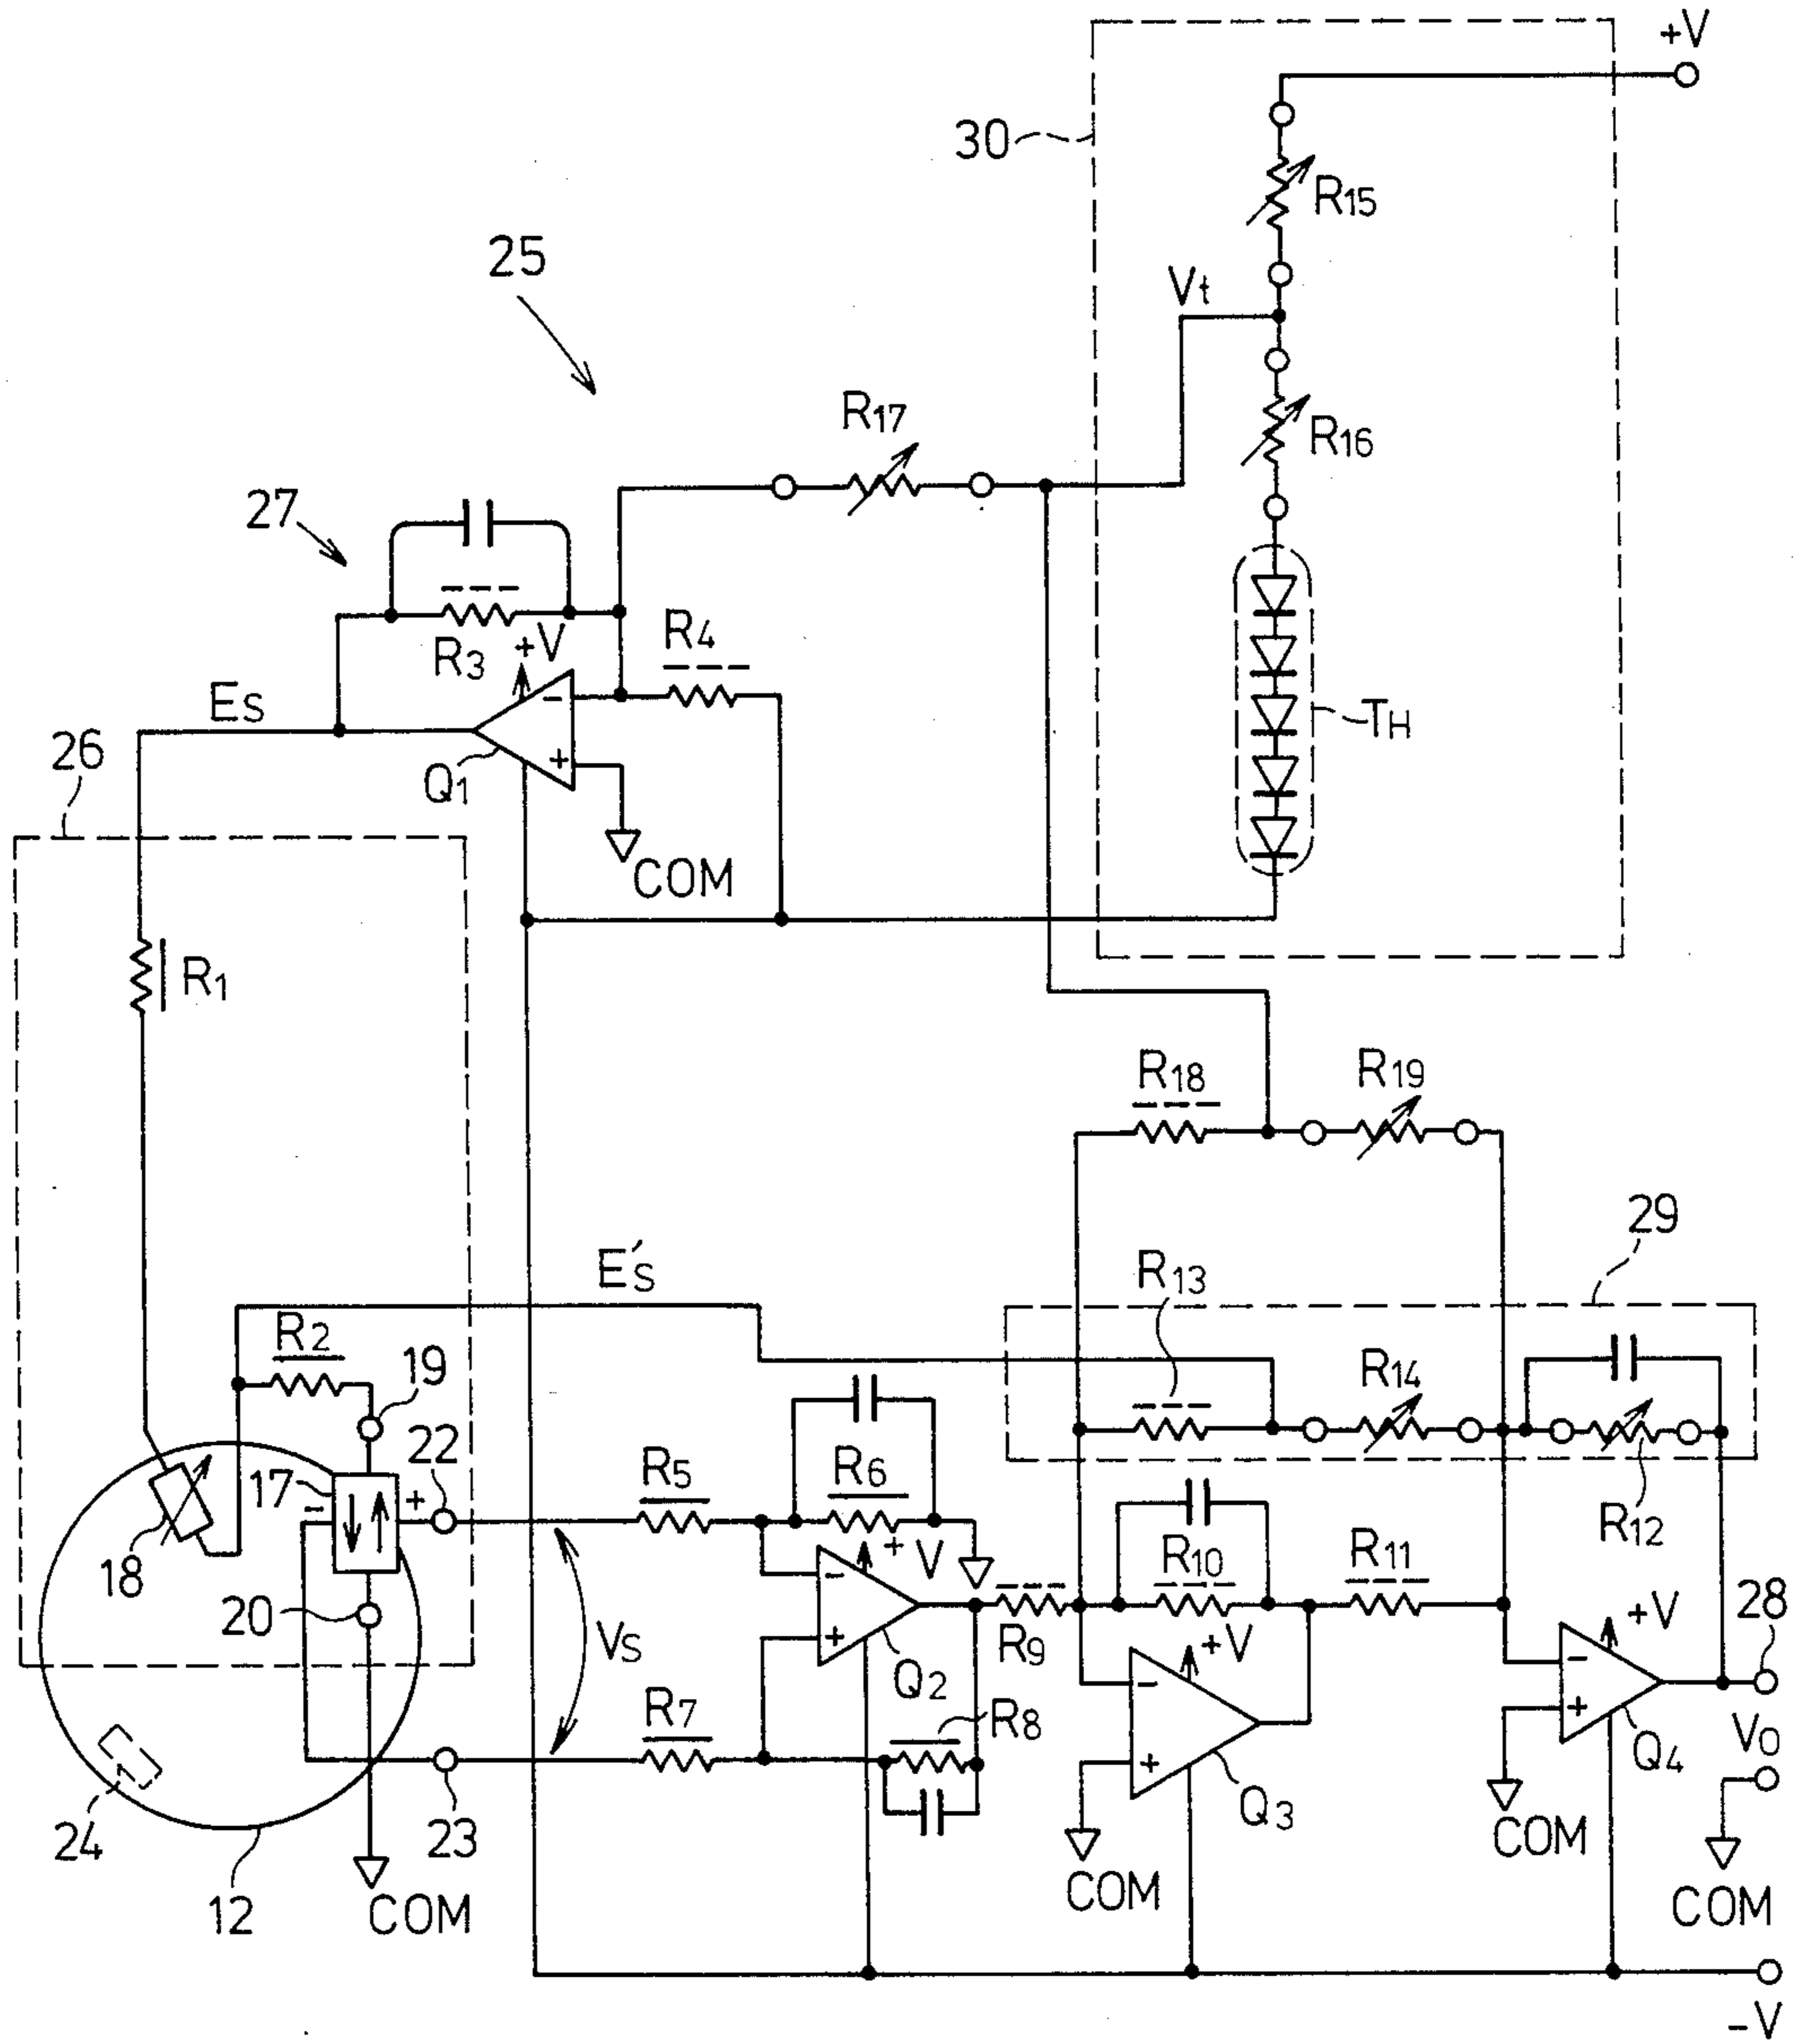 +V
30
R15
25
Vt
R17
R16
27
R3
+V
R4
TH
ES
26
Q1
-
+
COM
R1
R18
R19
29
E'S
R13
R2
19
R14
22
17
-
+
R5
R6
R12
18
+V
R10
R11
28
20
-
+
+V
+V
VS
Q2
R9
-
+
-
+
R7
R8
VO
Q4
24
23
Q3
COM
12
COM
COM
COM
-V